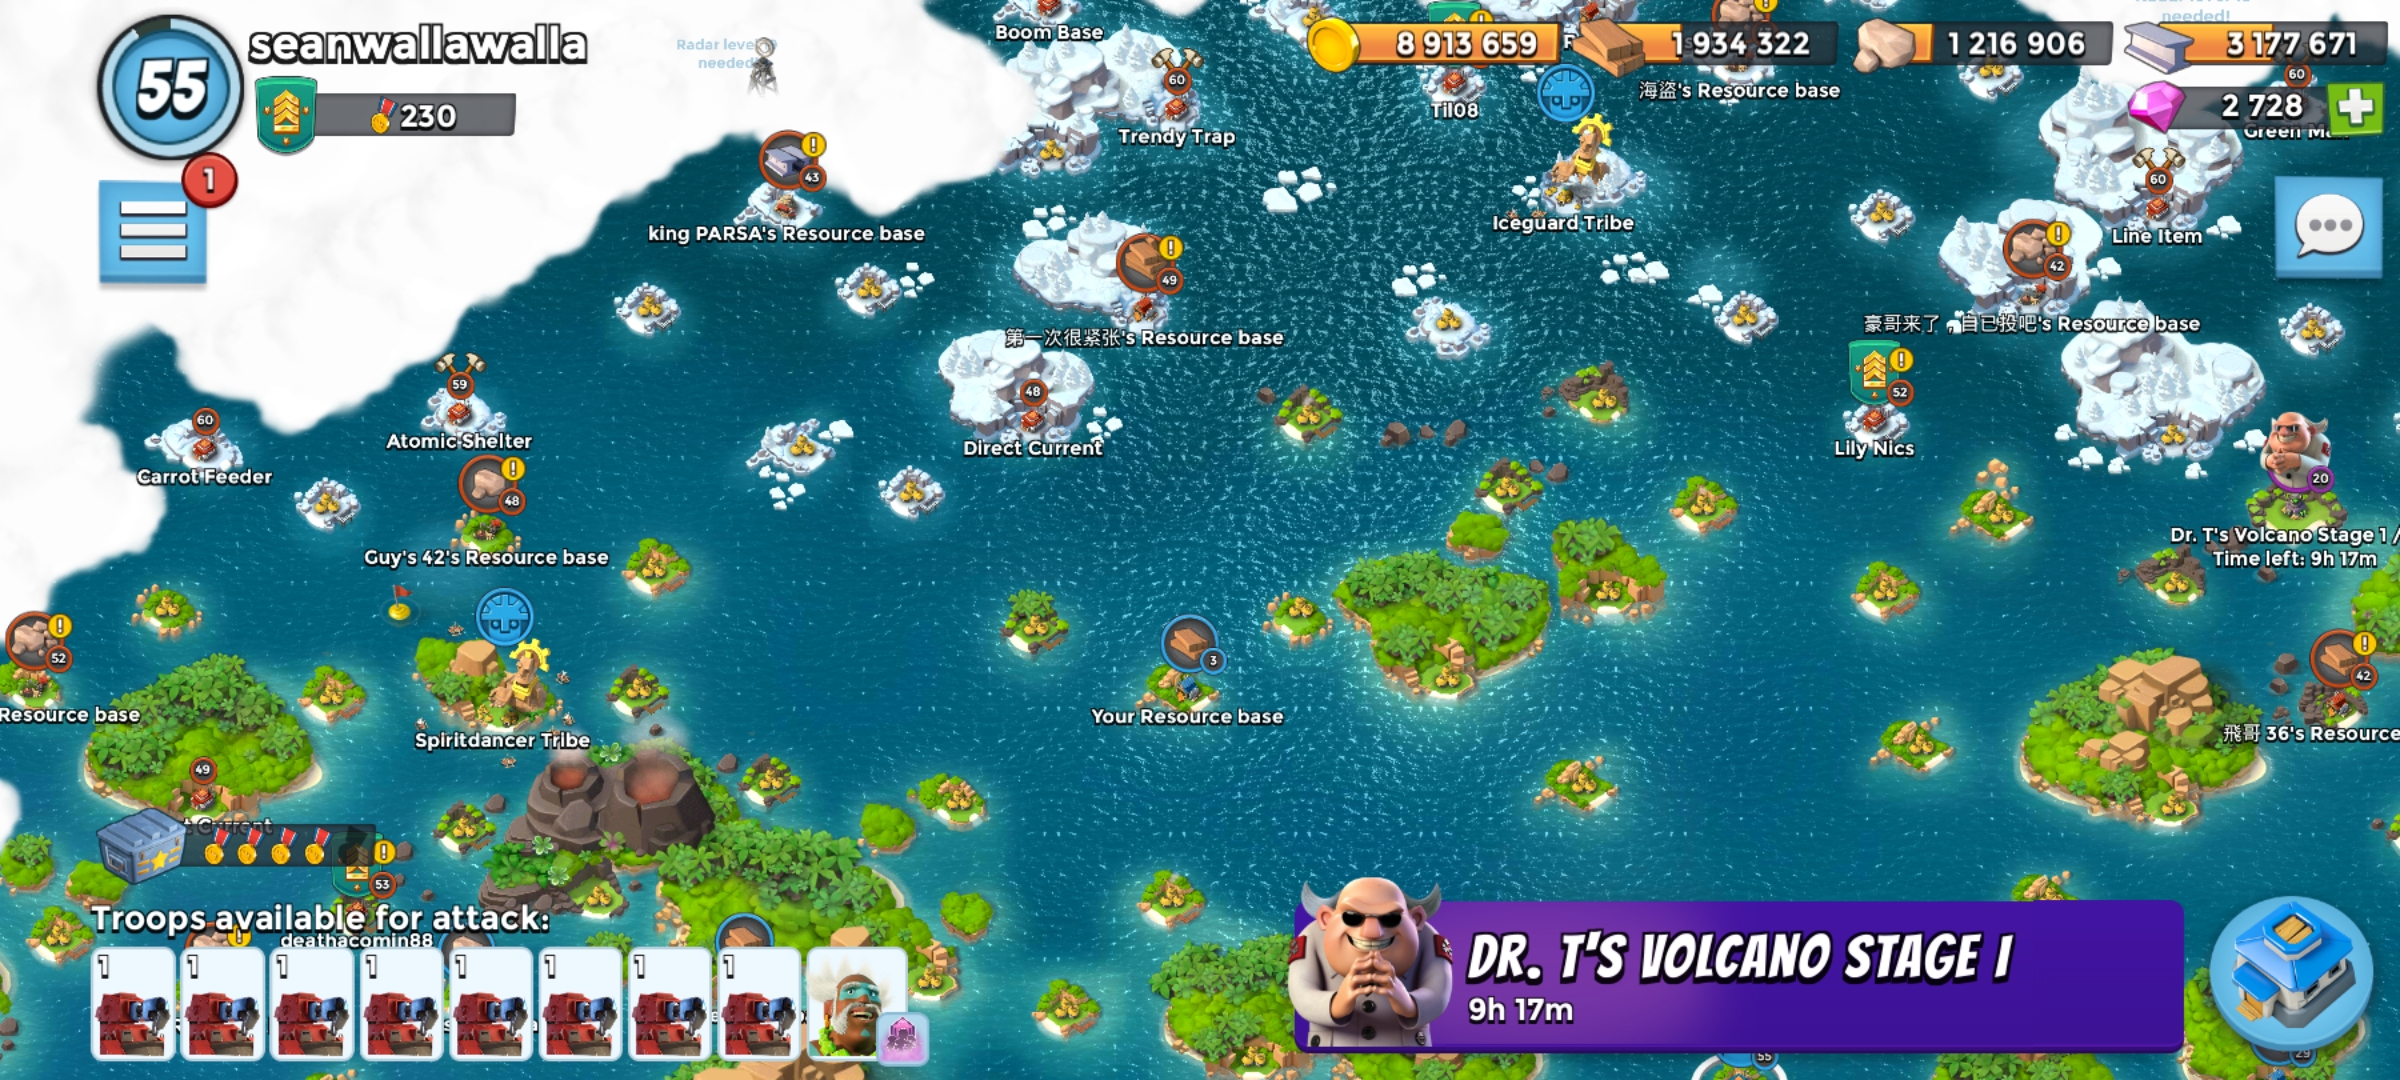 55
seanwallawalla
230
1
Boom Base
60
Trendy Trap
8 913 659
1 934 322
1 216 906
3 177 671
2 728
Til08
海盜's Resource base
60
60
Line Item
Iceguard Tribe
43
king PARSA's Resource base
49
第一次很紧张's Resource base
42
豪哥来了，自已投吧's Resource base
52
Lily Nics
48
Direct Current
59
Atomic Shelter
60
Carrot Feeder
48
Guy's 42's Resource base
20
Dr. T's Volcano Stage 1 /
Time left: 9h 17m
52
Resource base
Spiritdancer Tribe
3
Your Resource base
42
飛哥 36's Resource
49
Current
53
deathacomin88
Troops available for attack:
1 1 1 1 1 1 1 1
DR. T'S VOLCANO STAGE I
9h 17m
55
29